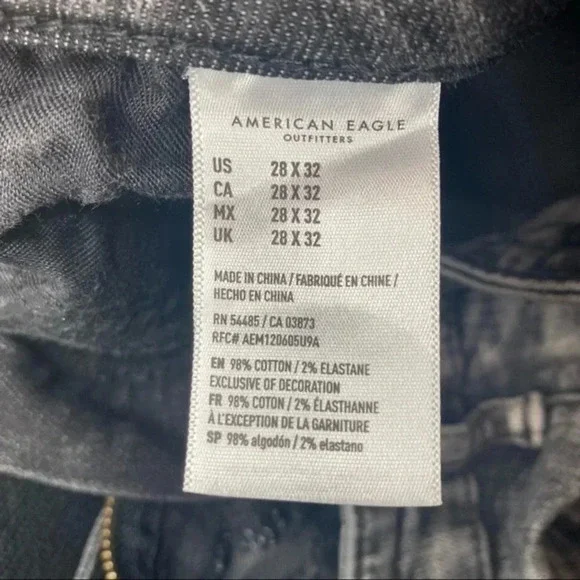 AMERICAN EAGLE
OUTFITTERS
US 28 X 32
CA 28 X 32
MX 28 X 32
UK 28 X 32
MADE IN CHINA / FABRIQUÉ EN CHINE /
HECHO EN CHINA
RN 54485 / CA 03873
RFC# AEM120605U9A
EN 98% COTTON / 2% ELASTANE
EXCLUSIVE OF DECORATION
FR 98% COTON / 2% ÉLASTHANNE
À L'EXCEPTION DE LA GARNITURE
SP 98% algodón / 2% elastano